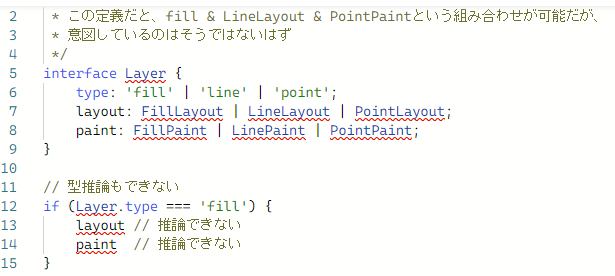 2 * この定義だと、fill & LineLayout & PointPaintという組み合わせが可能だが、
3 * 意図しているのはそうではないはず
4 */
5 interface Layer {
6 type: 'fill' | 'line' | 'point';
7 layout: FillLayout | LineLayout | PointLayout;
8 paint: FillPaint | LinePaint | PointPaint;
9 }
10
11 // 型推論もできない
12 if (Layer.type === 'fill') {
13 layout // 推論できない
14 paint // 推論できない
15 }